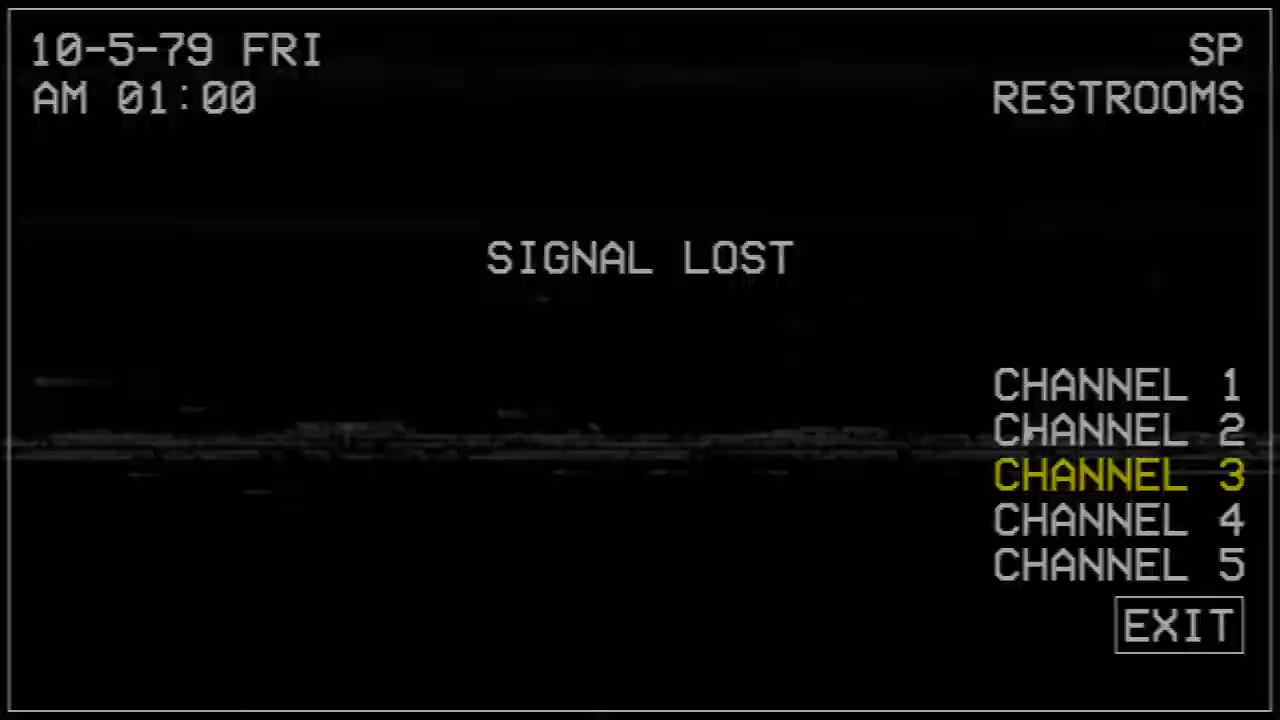 10-5-79 FRI
AM 01:00
SP
RESTROOMS
SIGNAL LOST
CHANNEL 1
CHANNEL 2
CHANNEL 3
CHANNEL 4
CHANNEL 5
EXIT